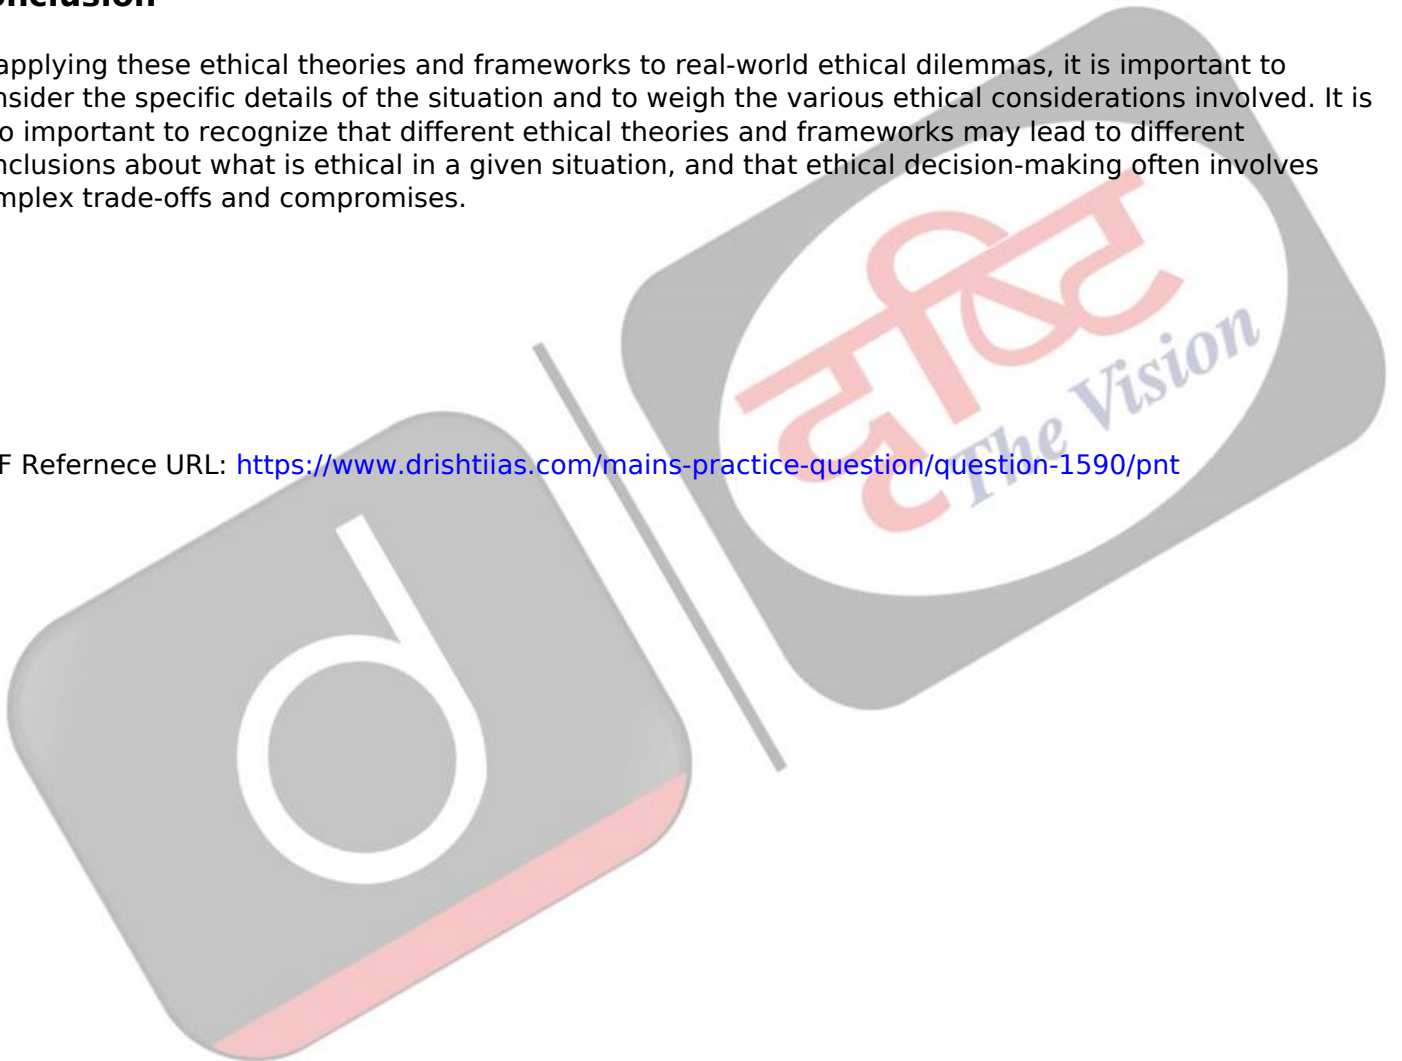 onclusion
applying these ethical theories and frameworks to real-world ethical dilemmas, it is important to
nsider the specific details of the situation and to weigh the various ethical considerations involved. It is
o important to recognize that different ethical theories and frameworks may lead to different
nclusions about what is ethical in a given situation, and that ethical decision-making often involves
mplex trade-offs and compromises.
दृष्टि
The Vision
F Refernece URL: https://www.drishtiias.com/mains-practice-question/question-1590/pnt
d